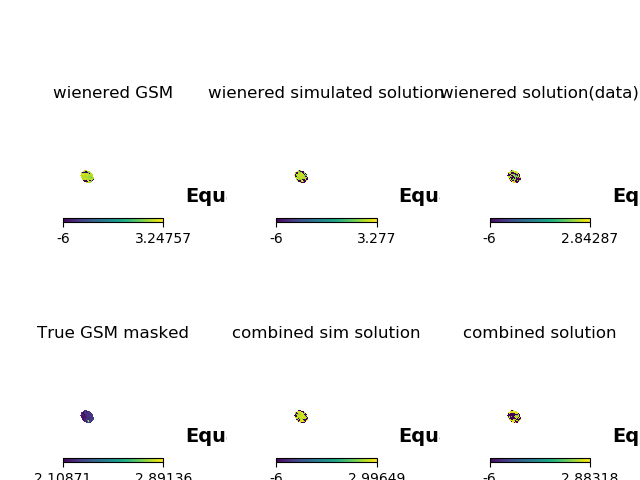 wienered GSM wienered simulated solution wienered solution(data)
Equ Equ Eq
-6 3.24757 -6 3.277 -6 2.84287
True GSM masked combined sim solution combined solution
Equ Equ Eq
2.10871 2.89136 -6 2.99649 -6 2.88318